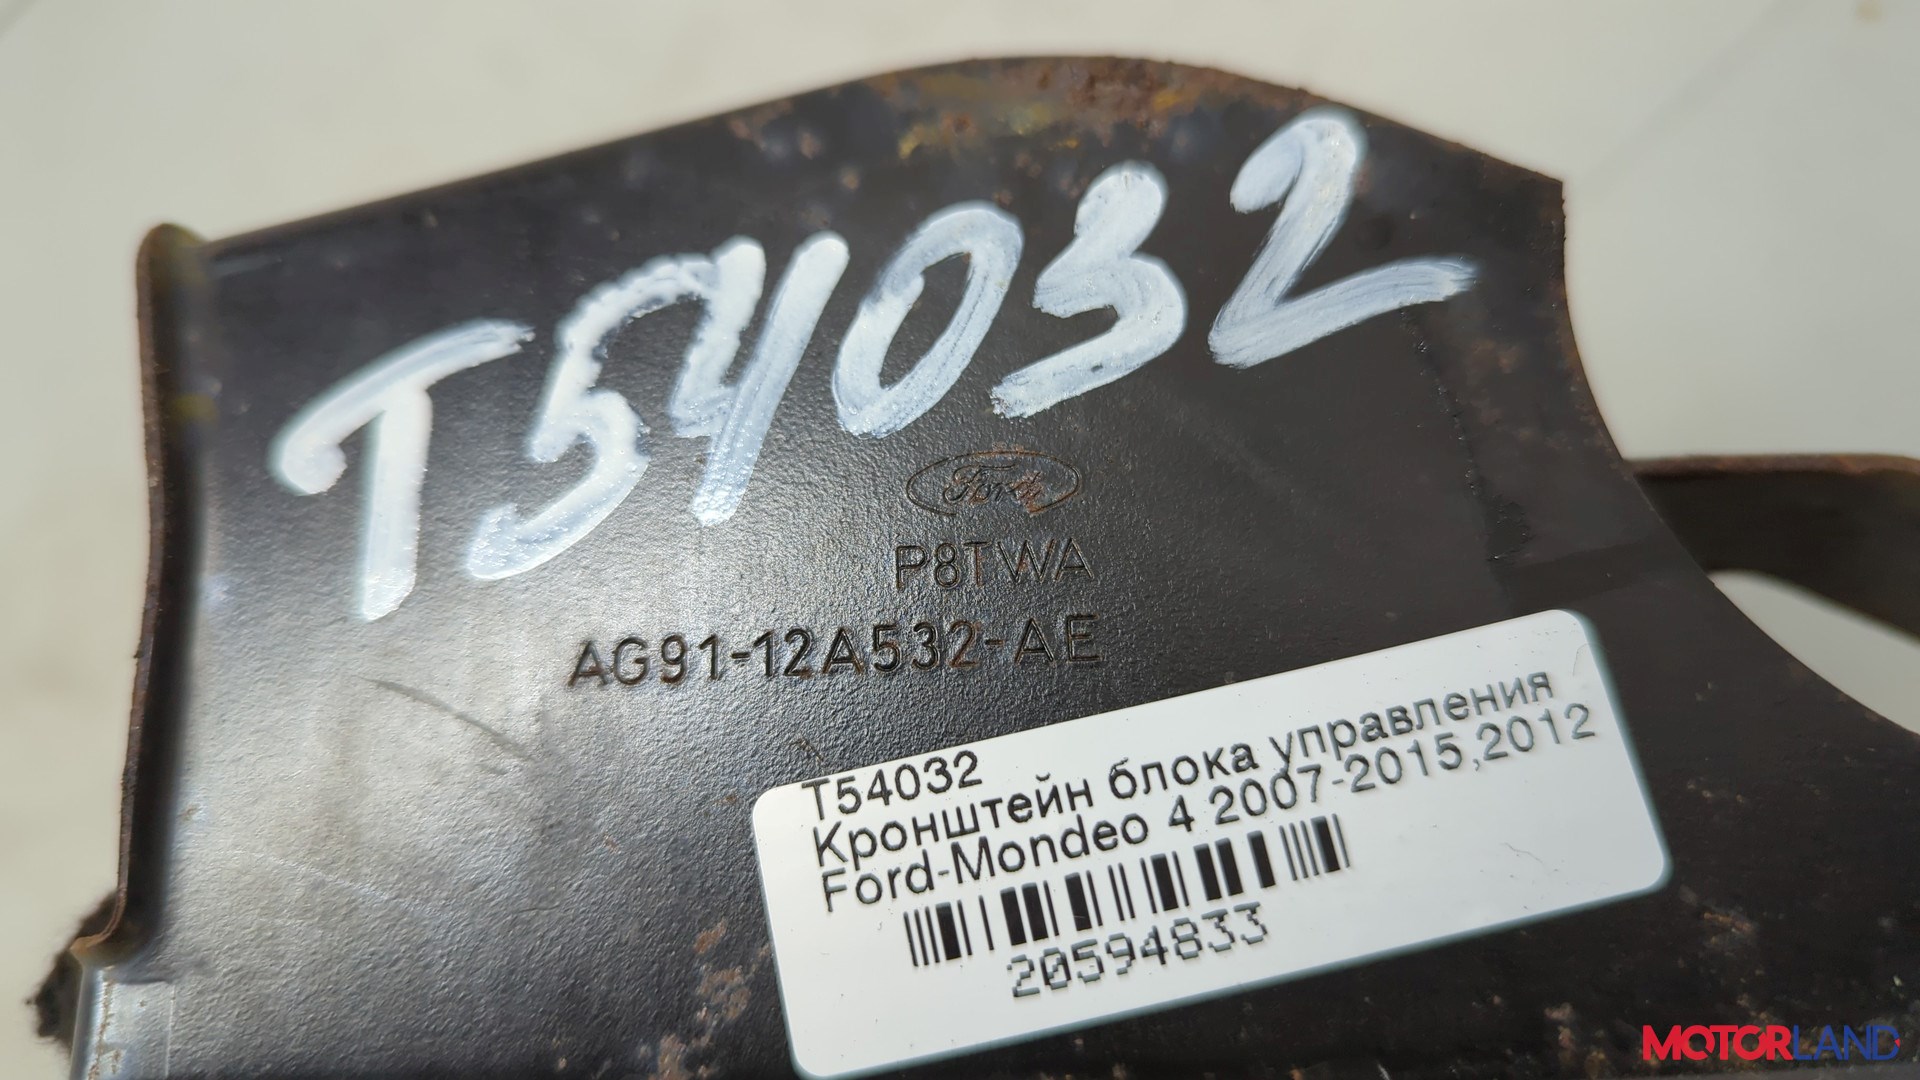 T54032
Ford
P8TWA
AG91-12A532-AE
T54032
Кронштейн блока управления
Ford-Mondeo 4 2007-2015,2012
20594833
MOTORLAND